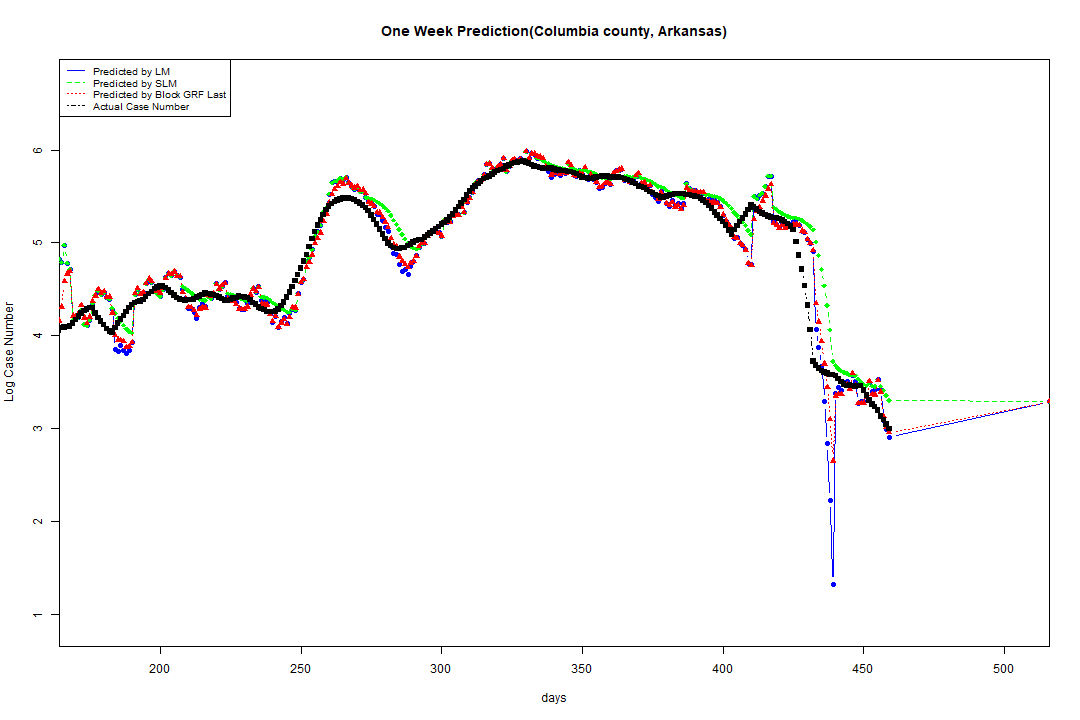 One Week Prediction(Columbia county, Arkansas)
Predicted by LM
Predicted by SLM
Predicted by Block GRF Last
Actual Case Number
Log Case Number
6
5
4
3
2
1
200 250 300 350 400 450 500
days